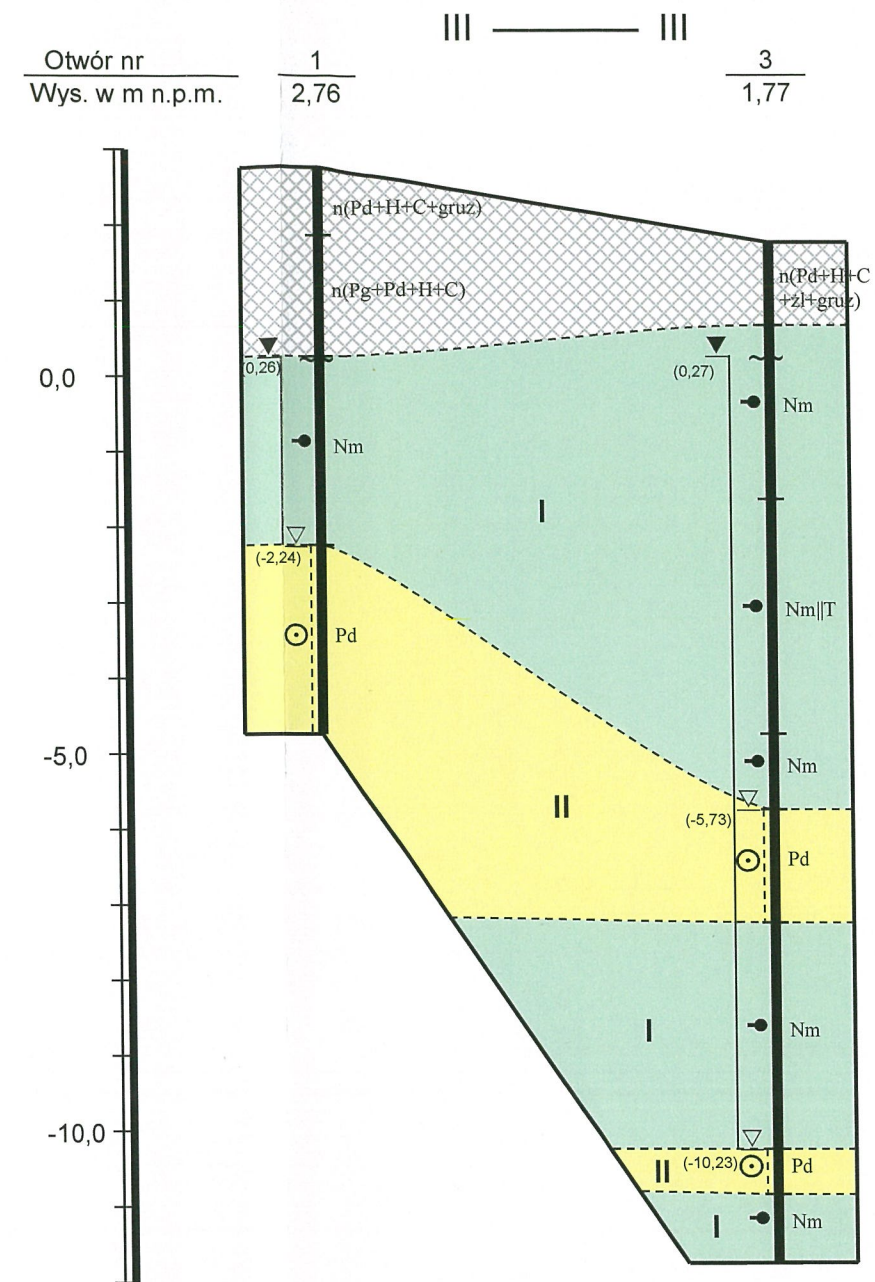 III ——— III
Otwór nr 1 3
Wys. w m n.p.m. 2,76 1,77
n(Pd+H+C+gruz)
n(Pg+Pd+H+C)
n(Pd+H+C
+żl+gruz)
(0,26)
(0,27)
0,0
Nm
Nm
I
(-2,24)
Pd
Nm||T
-5,0
Nm
II
(-5,73)
Pd
I
Nm
-10,0
II
(-10,23)
Pd
I
Nm